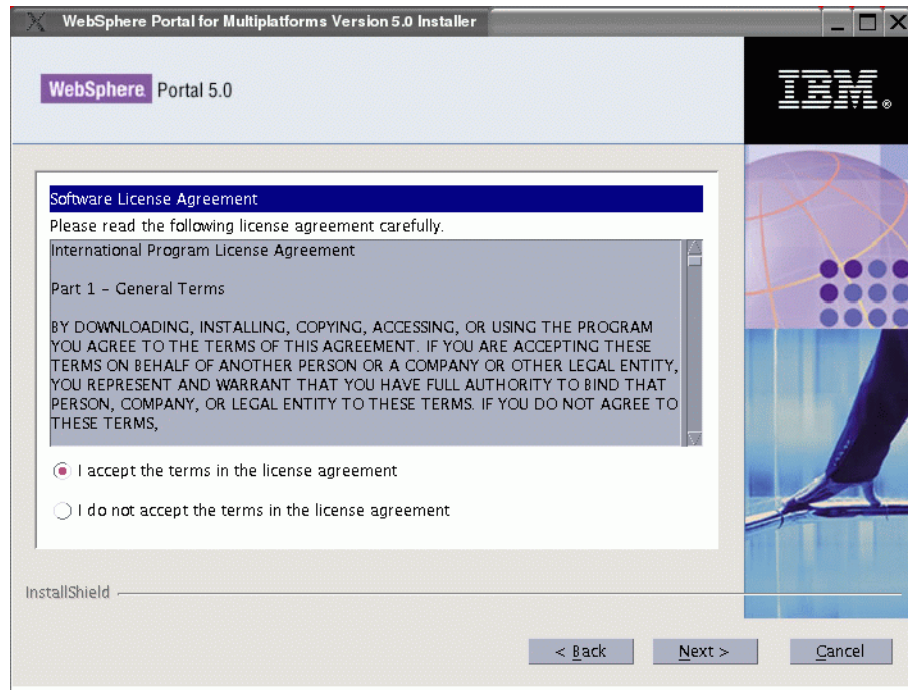 WebSphere Portal for Multiplatforms Version 5.0 Installer
WebSphere. Portal 5.0
IBM®
Software License Agreement
Please read the following license agreement carefully.
International Program License Agreement
Part 1 - General Terms
BY DOWNLOADING, INSTALLING, COPYING, ACCESSING, OR USING THE PROGRAM
YOU AGREE TO THE TERMS OF THIS AGREEMENT. IF YOU ARE ACCEPTING THESE
TERMS ON BEHALF OF ANOTHER PERSON OR A COMPANY OR OTHER LEGAL ENTITY,
YOU REPRESENT AND WARRANT THAT YOU HAVE FULL AUTHORITY TO BIND THAT
PERSON, COMPANY, OR LEGAL ENTITY TO THESE TERMS. IF YOU DO NOT AGREE TO
THESE TERMS,
I accept the terms in the license agreement
I do not accept the terms in the license agreement
InstallShield
< Back
Next >
Cancel